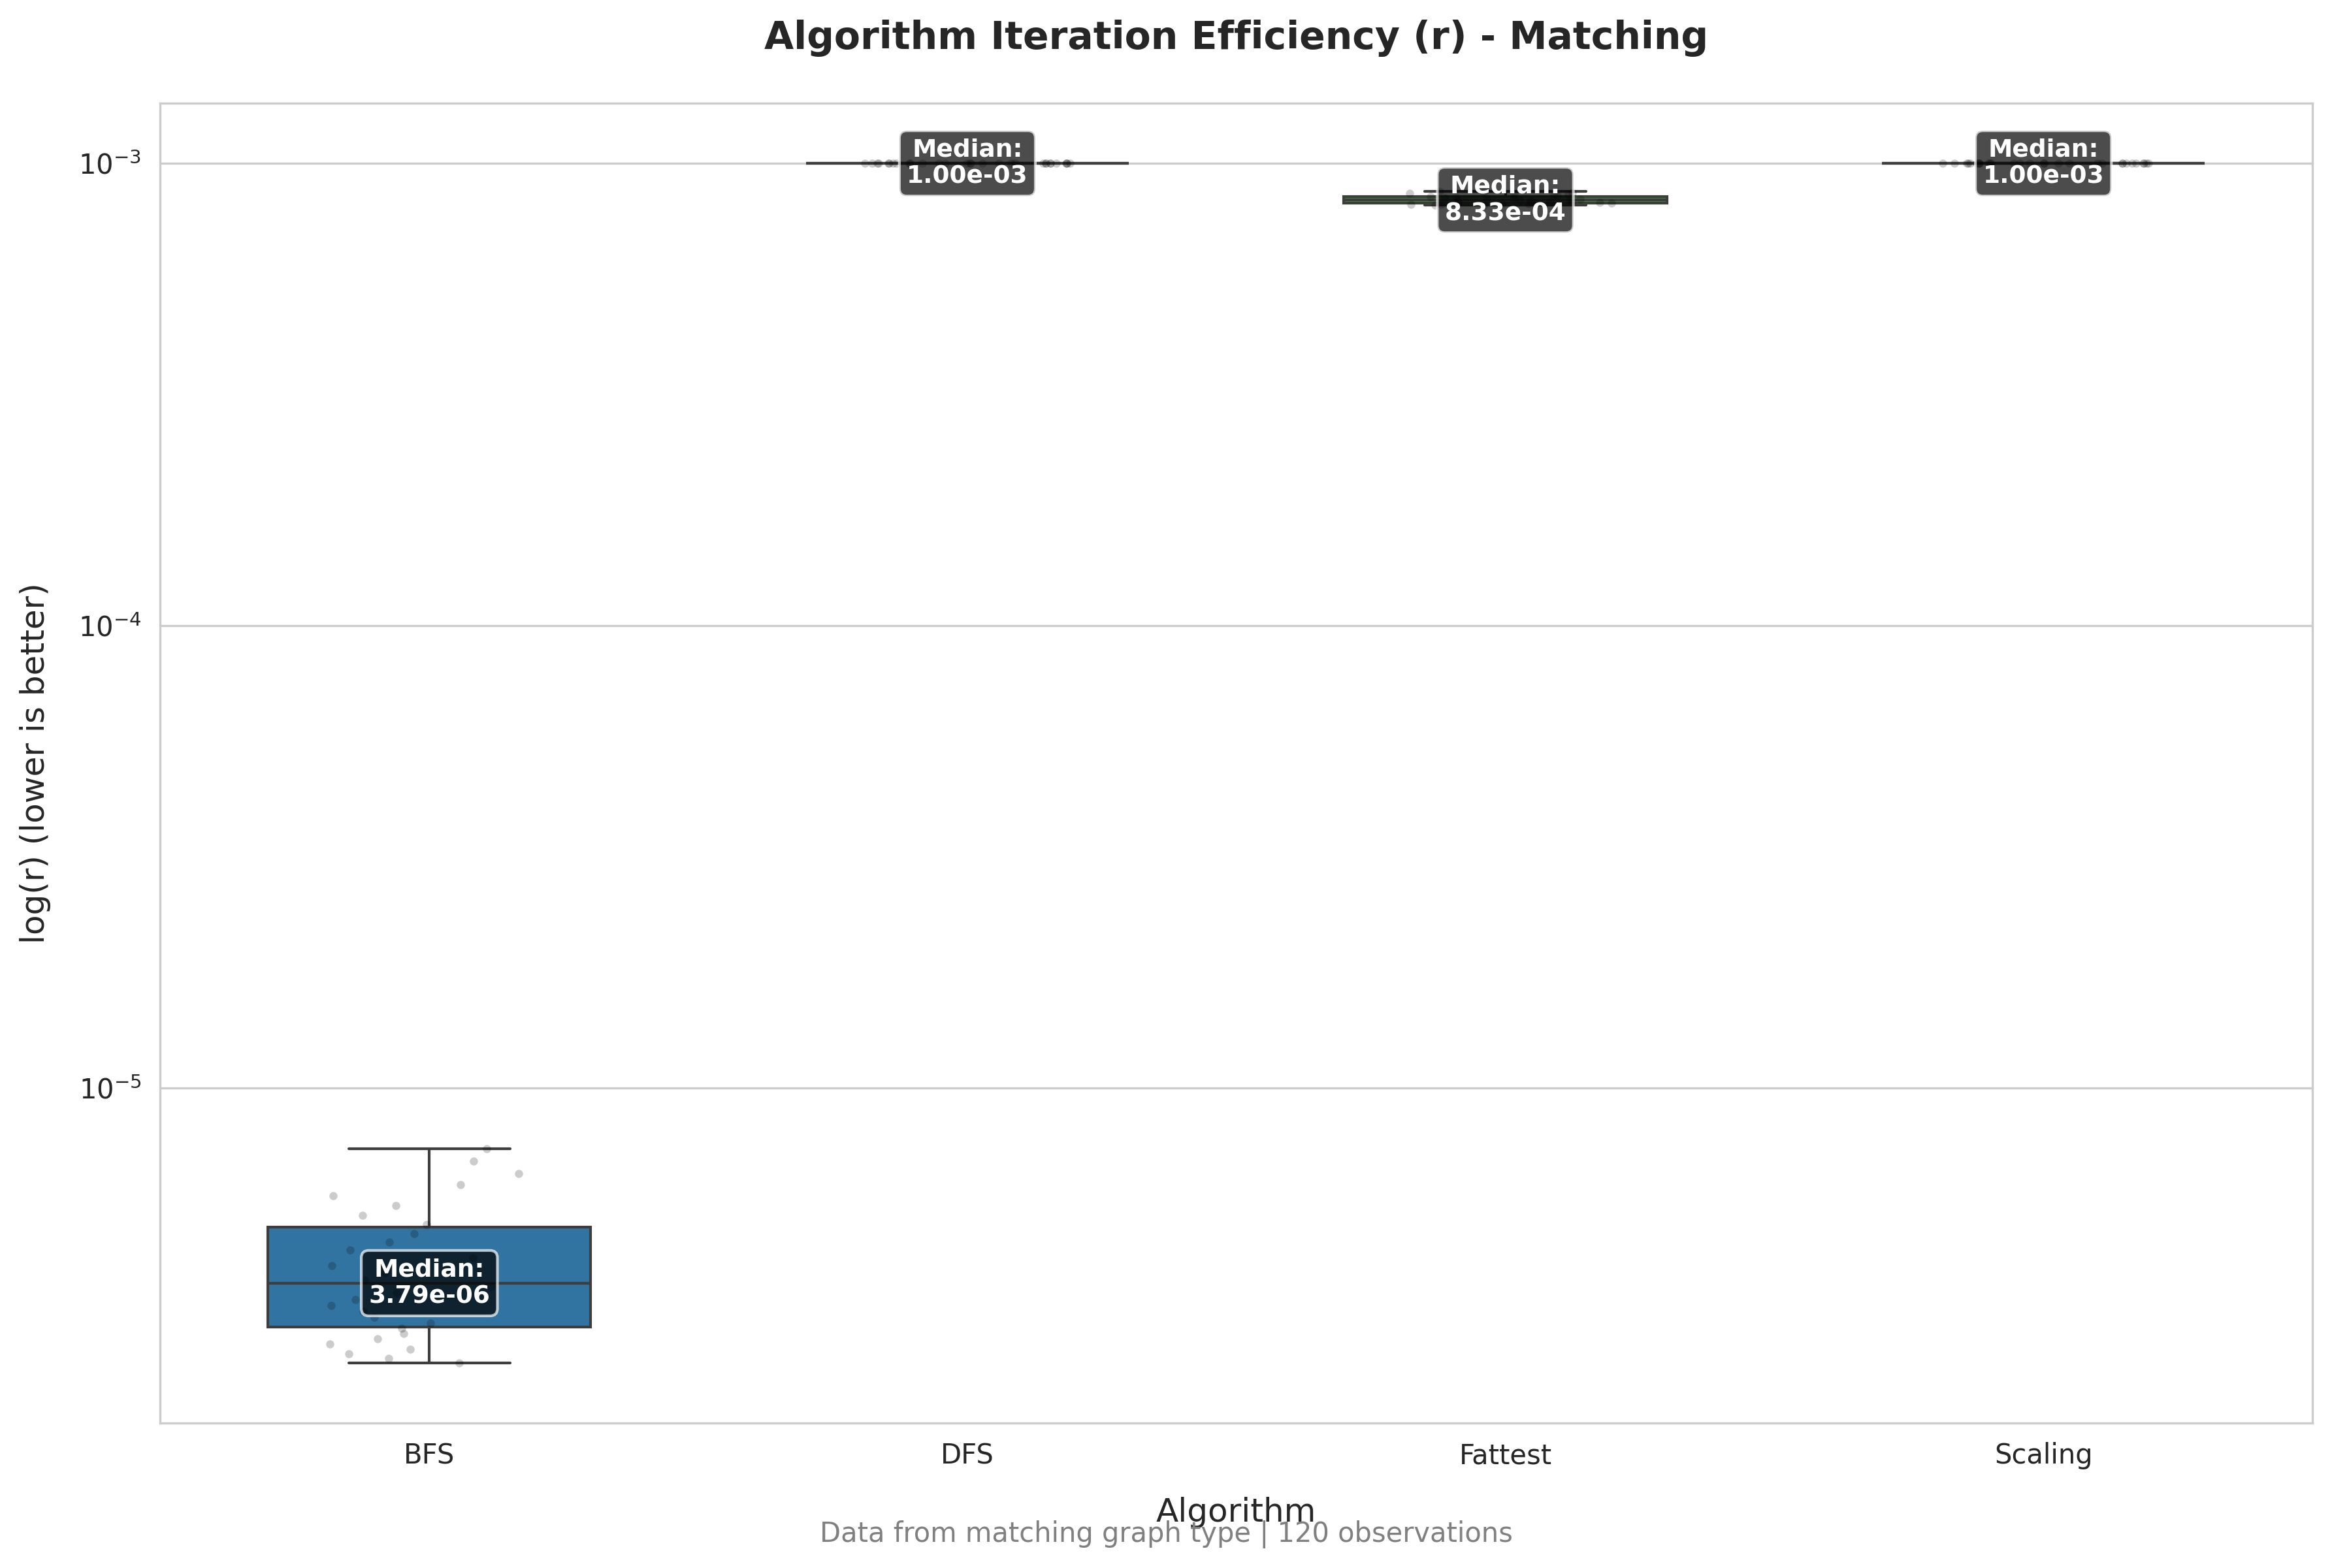 Algorithm Iteration Efficiency (r) - Matching
log(r) (lower is better)
10⁻³
10⁻⁴
10⁻⁵
Median:
3.79e-06
Median:
1.00e-03
Median:
8.33e-04
Median:
1.00e-03
BFS
DFS
Fattest
Scaling
Algorithm
Data from matching graph type | 120 observations